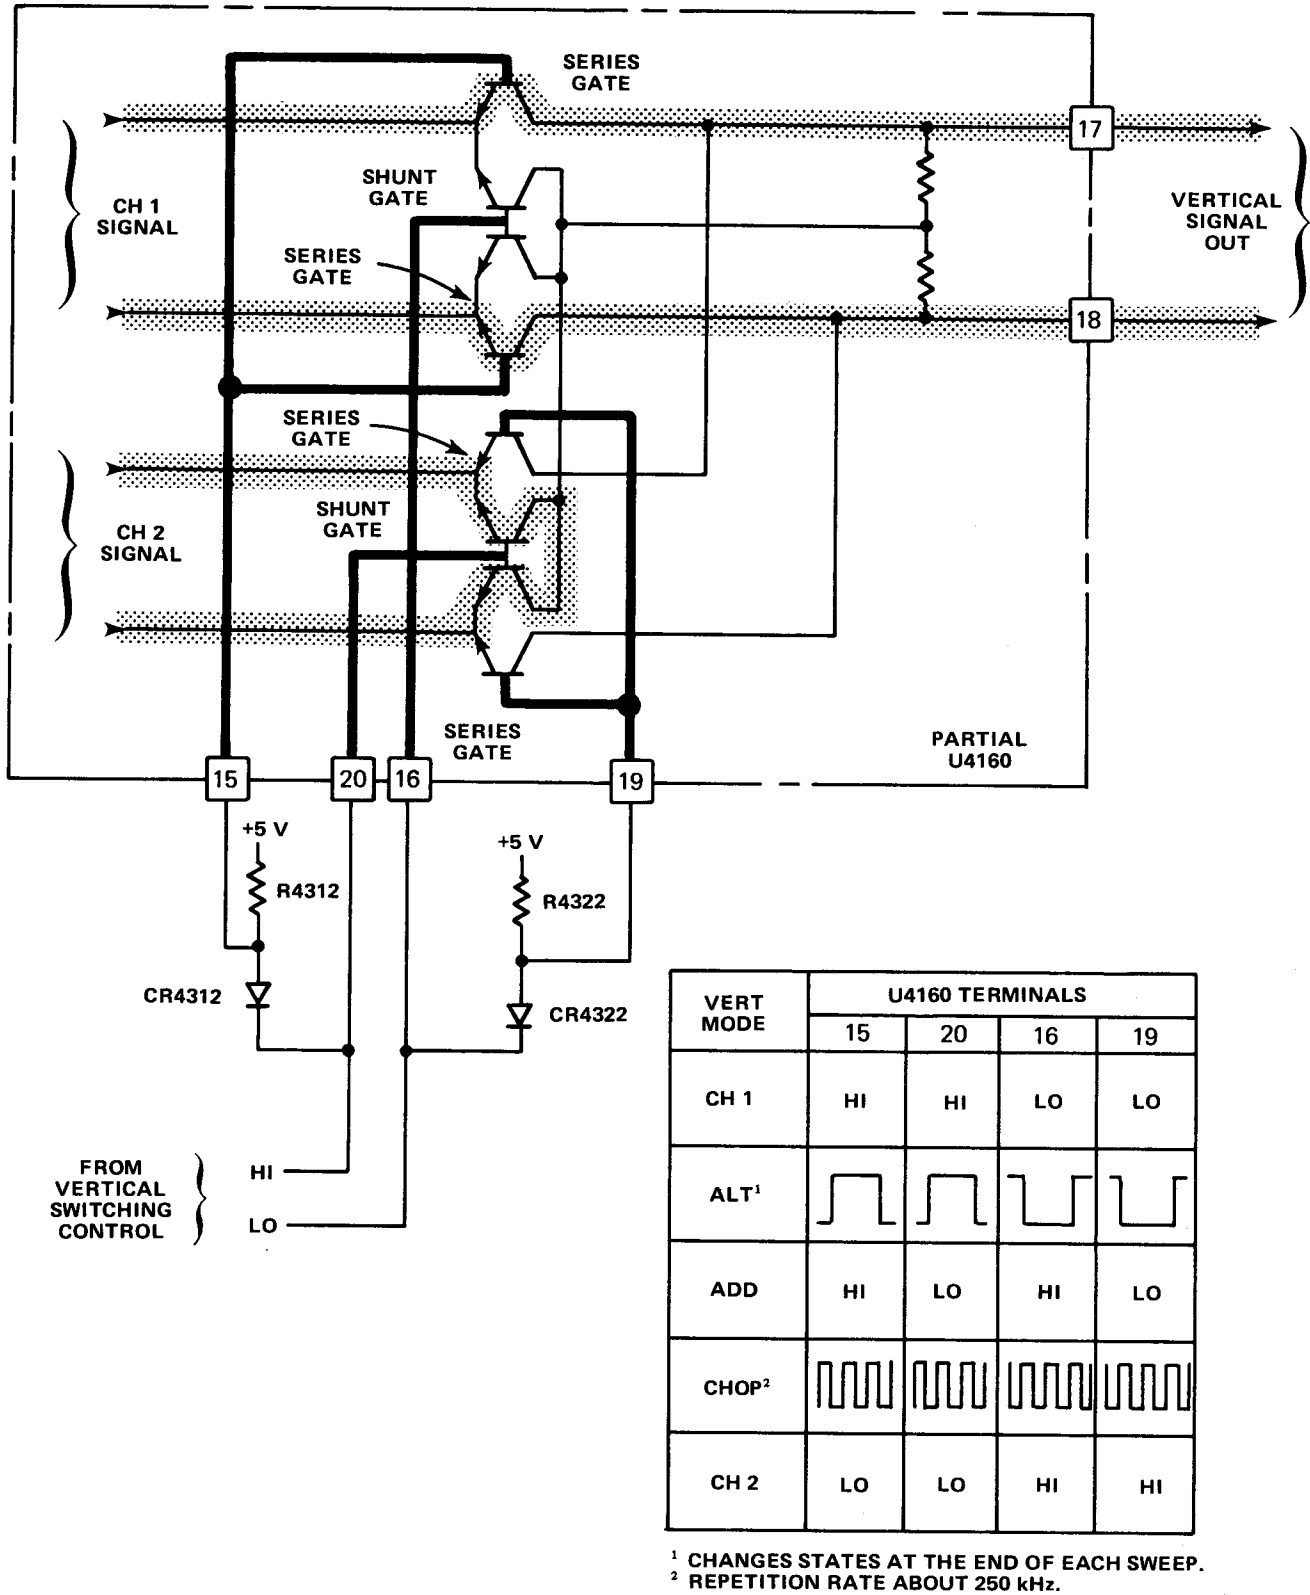 SERIES
GATE
17
CH 1
SIGNAL
SHUNT
GATE
VERTICAL
SIGNAL
OUT
SERIES
GATE
18
SERIES
GATE
CH 2
SIGNAL
SHUNT
GATE
SERIES
GATE
PARTIAL
U4160
15
20
16
19
+5 V
R4312
+5 V
R4322
CR4312
CR4322
FROM
VERTICAL
SWITCHING
CONTROL
HI
LO
VERT
MODE
U4160 TERMINALS
15 20 16 19
CH 1 HI HI LO LO
ALT¹
ADD HI LO HI LO
CHOP²
CH 2 LO LO HI HI
¹ CHANGES STATES AT THE END OF EACH SWEEP.
² REPETITION RATE ABOUT 250 kHz.